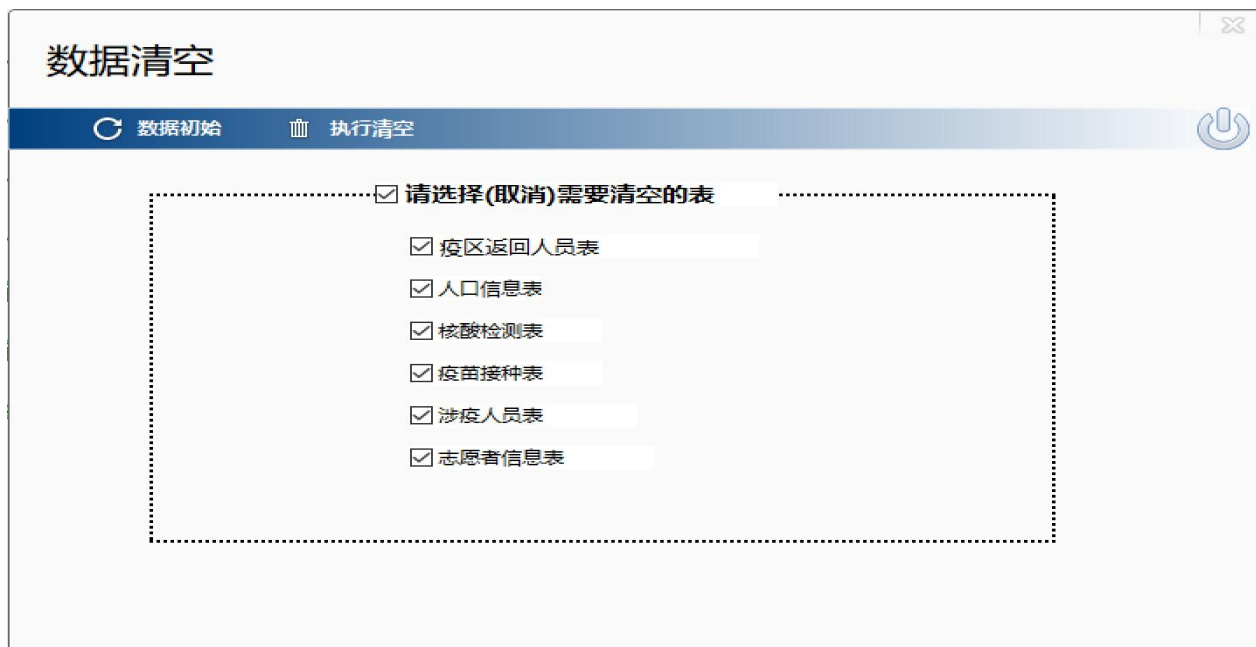 数据清空
数据初始 执行清空
请选择(取消)需要清空的表
疫区返回人员表
人口信息表
核酸检测表
疫苗接种表
涉疫人员表
志愿者信息表